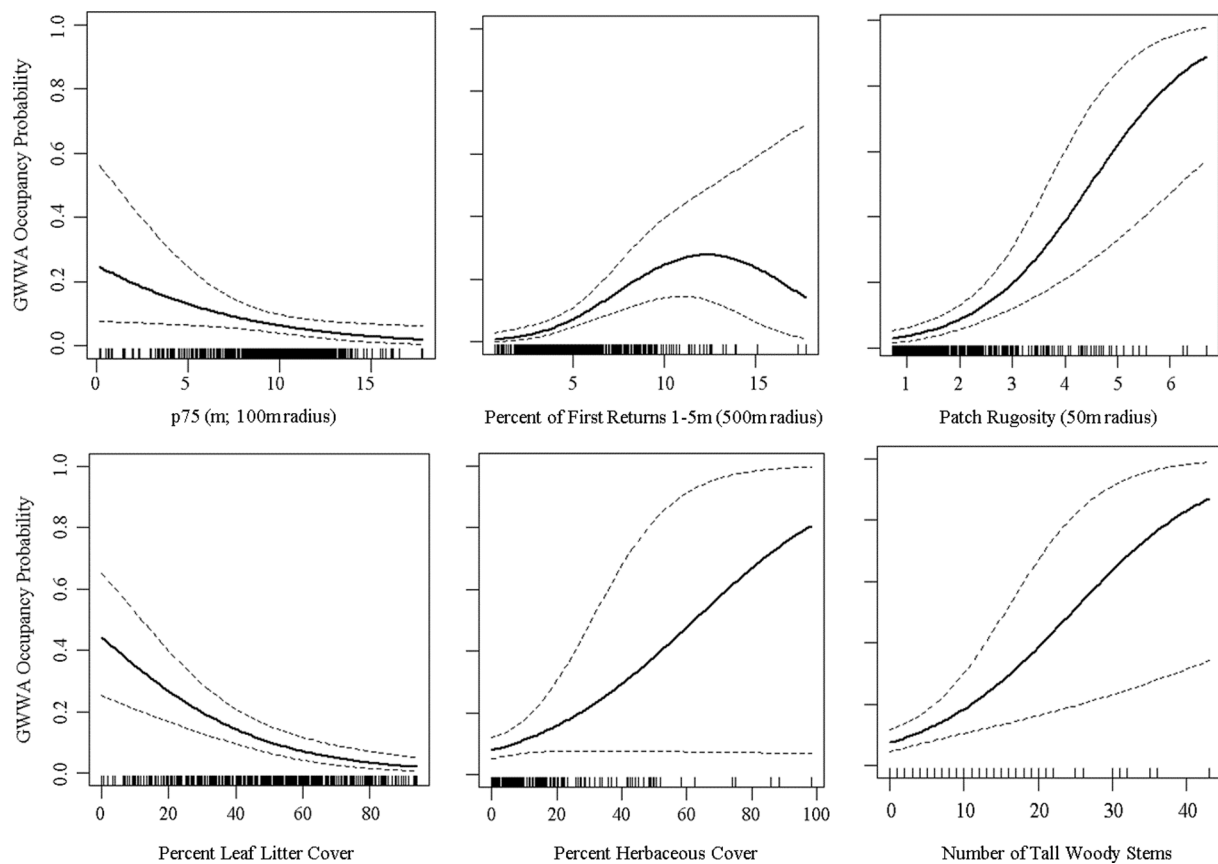 GWWA Occupancy Probability
0.0 0.2 0.4 0.6 0.8 1.0
0 5 10 15
p75 (m; 100m radius)
5 10 15
Percent of First Returns 1-5m (500m radius)
1 2 3 4 5 6
Patch Rugosity (50m radius)
GWWA Occupancy Probability
0.0 0.2 0.4 0.6 0.8 1.0
0 20 40 60 80
Percent Leaf Litter Cover
0 20 40 60 80 100
Percent Herbaceous Cover
0 10 20 30 40
Number of Tall Woody Stems